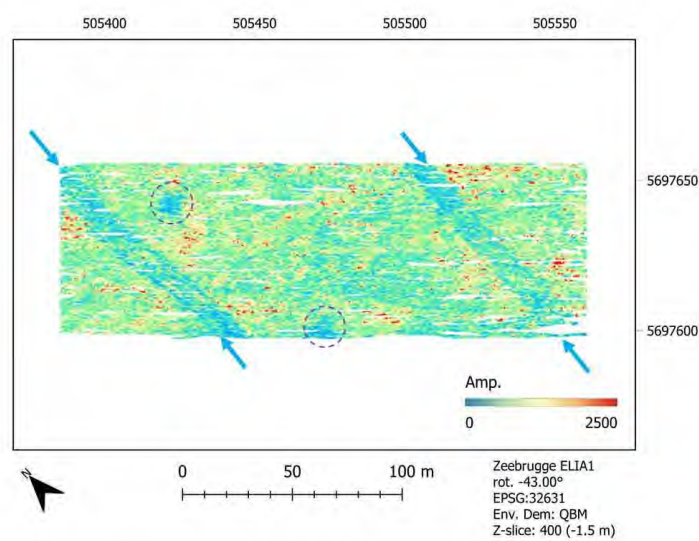 505400 505450 505500 505550
5697650
5697600
Amp.
0 2500
N
0 50 100 m
Zeebrugge ELIA1
rot. -43.00°
EPSG:32631
Env. Dem: QBM
Z-slice: 400 (-1.5 m)